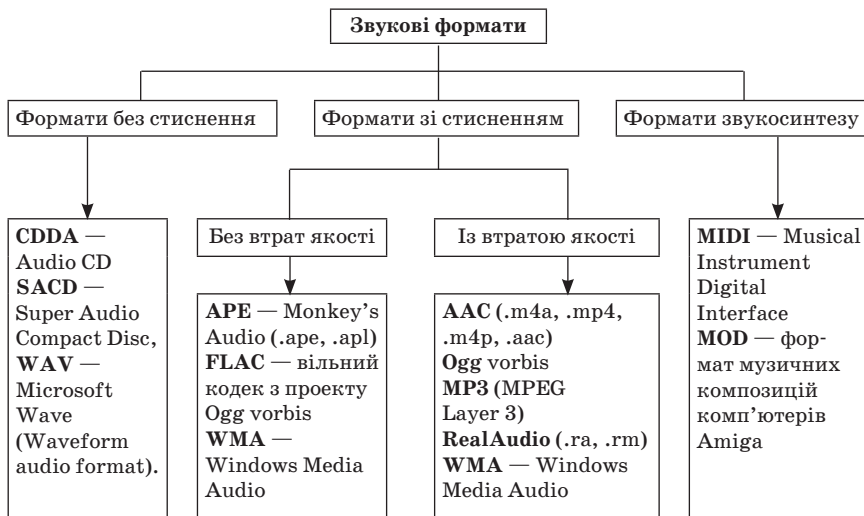 Звукові формати
Формати без стиснення
Формати зі стисненням
Формати звукосинтезу
CDDA —
Audio CD
SACD —
Super Audio
Compact Disc,
WAV —
Microsoft
Wave
(Waveform
audio format).
Без втрат якості
APE — Monkey's
Audio (.ape, .apl)
FLAC — вільний
кодек з проекту
Ogg vorbis
WMA —
Windows Media
Audio
Із втратою якості
AAC (.m4a, .mp4,
.m4p, .aac)
Ogg vorbis
MP3 (MPEG
Layer 3)
RealAudio (.ra, .rm)
WMA — Windows
Media Audio
MIDI — Musical
Instrument
Digital
Interface
MOD — фор-
мат музичних
композицій
комп’ютерів
Amiga